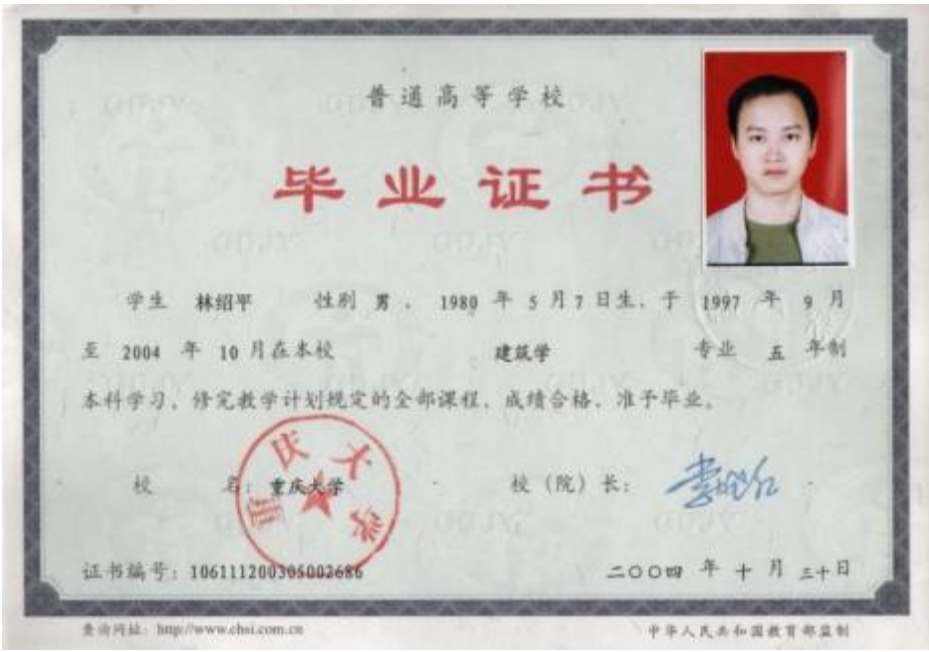 普通高等学校
毕业证书
学生 林绍平 性别 男 ，1980 年 5 月 7 日生，于 1997 年 9 月
至 2004 年 10 月在本校 建筑学 专业 五 年制
本科学习，修完教学计划规定的全部课程，成绩合格，准予毕业。
校 名：重庆大学 校（院）长：
重庆大学
证书编号：106111200305002686 二〇〇四 年 十 月 三十日
查询网址：http://www.chsi.com.cn 中华人民共和国教育部监制